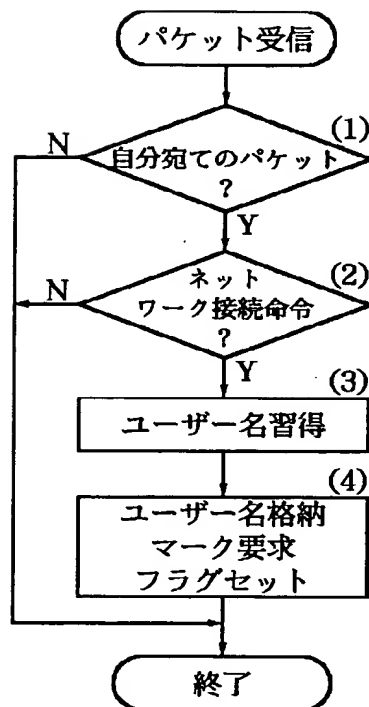 パケット受信
(1)
N
自分宛てのパケット
?
Y
(2)
N
ネット
ワーク接続命令
?
Y
(3)
ユーザー名習得
(4)
ユーザー名格納
マーク要求
フラグセット
終了